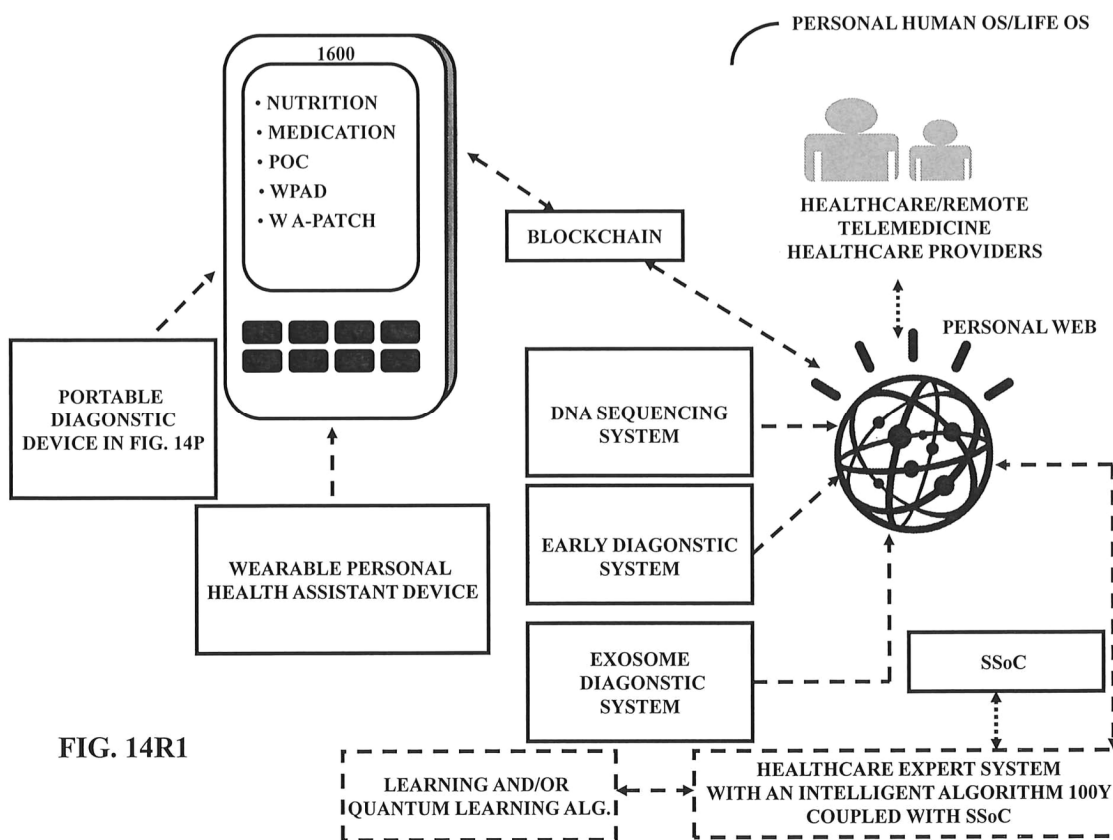 PERSONAL HUMAN OS/LIFE OS
1600
• NUTRITION
• MEDICATION
• POC
• WPAD
• W A-PATCH
BLOCKCHAIN
HEALTHCARE/REMOTE
TELEMEDICINE
HEALTHCARE PROVIDERS
PERSONAL WEB
PORTABLE
DIAGONSTIC
DEVICE IN FIG. 14P
WEARABLE PERSONAL
HEALTH ASSISTANT DEVICE
DNA SEQUENCING
SYSTEM
EARLY DIAGONSTIC
SYSTEM
EXOSOME
DIAGONSTIC
SYSTEM
SSoC
FIG. 14R1
LEARNING AND/OR
QUANTUM LEARNING ALG.
HEALTHCARE EXPERT SYSTEM
WITH AN INTELLIGENT ALGORITHM 100Y
COUPLED WITH SSoC